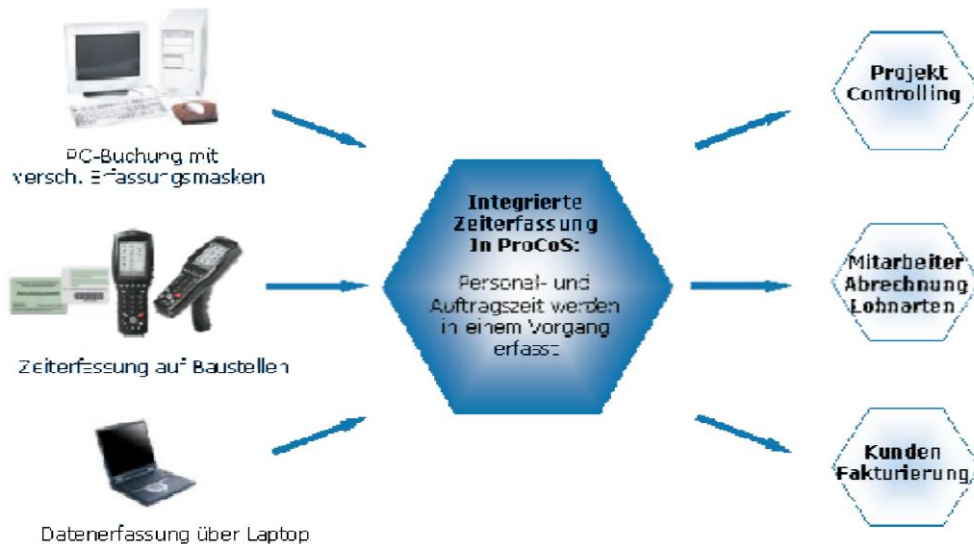 PC-Buchung mit
versch. Erfassungsmasken
Zeiterfassung auf Baustellen
Datenerfassung über Laptop
Integrierte
Zeiterfassung
In ProCoS:
Personal- und
Auftragszeit werden
in einem Vorgang
erfasst
Projekt
Controlling
Mitarbeiter
Abrechnung
Lohnarten
Kunden
Fakturierung